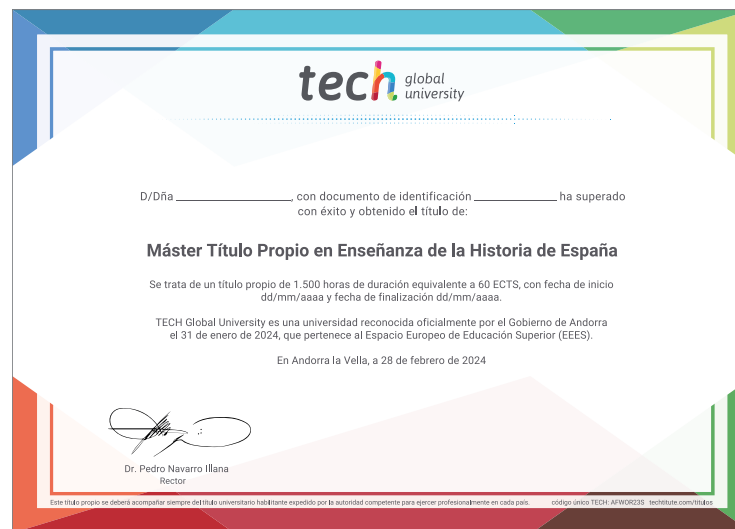 tech global university
D/Dña ____________________, con documento de identificación ______________ ha superado
con éxito y obtenido el título de:
Máster Título Propio en Enseñanza de la Historia de España
Se trata de un título propio de 1.500 horas de duración equivalente a 60 ECTS, con fecha de inicio
dd/mm/aaaa y fecha de finalización dd/mm/aaaa.
TECH Global University es una universidad reconocida oficialmente por el Gobierno de Andorra
el 31 de enero de 2024, que pertenece al Espacio Europeo de Educación Superior (EEES).
En Andorra la Vella, a 28 de febrero de 2024
Dr. Pedro Navarro Illana
Rector
Este título propio se deberá acompañar siempre del título universitario habilitante expedido por la autoridad competente para ejercer profesionalmente en cada país. código único TECH: AFWOR23S techtitute.com/titulos